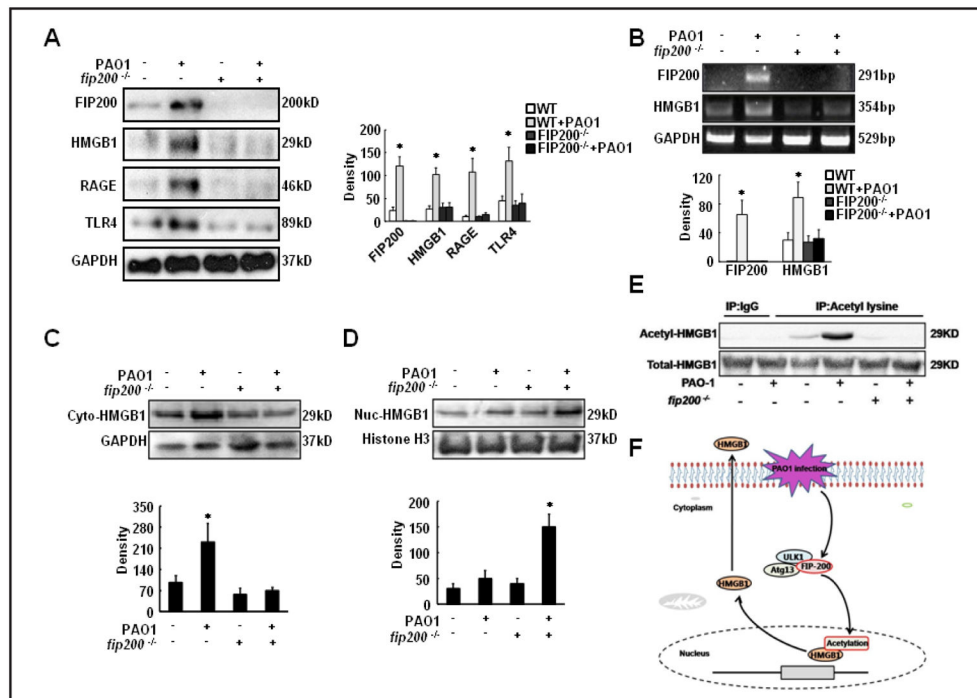 A
PAO1 - + - +
fip200 -/- - - + +
FIP200 200kD
HMGB1 29kD
RAGE 46kD
TLR4 89kD
GAPDH 37kD
WT
WT+PAO1
FIP200-/-
FIP200-/-+PAO1
Density
200
150
100
50
0
* * * *
FIP200 HMGB1 RAGE TLR4
B
PAO1 - + - +
fip200 -/- - - + +
FIP200 291bp
HMGB1 354bp
GAPDH 529bp
WT
WT+PAO1
FIP200-/-
FIP200-/-+PAO1
Density
120
80
40
0
* *
FIP200 HMGB1
C
PAO1 - + - +
fip200 -/- - - + +
Cyto-HMGB1 29kD
GAPDH 37kD
Density
350
280
210
140
70
0
*
PAO1 - + - +
fip200 -/- - - + +
D
PAO1 - + - +
fip200 -/- - - + +
Nuc-HMGB1 29kD
Histone H3 37kD
Density
200
150
100
50
0
*
PAO1 - + - +
fip200 -/- - - + +
E
IP:IgG IP:Acetyl lysine
Acetyl-HMGB1 29KD
Total-HMGB1 29KD
PAO-1 - + - + - +
fip200 -/- - - - - + +
F
HMGB1
PAO1 infection
Cytoplasm
ULK1
Atg13 FIP-200
HMGB1
Acetylation
HMGB1
Nucleus